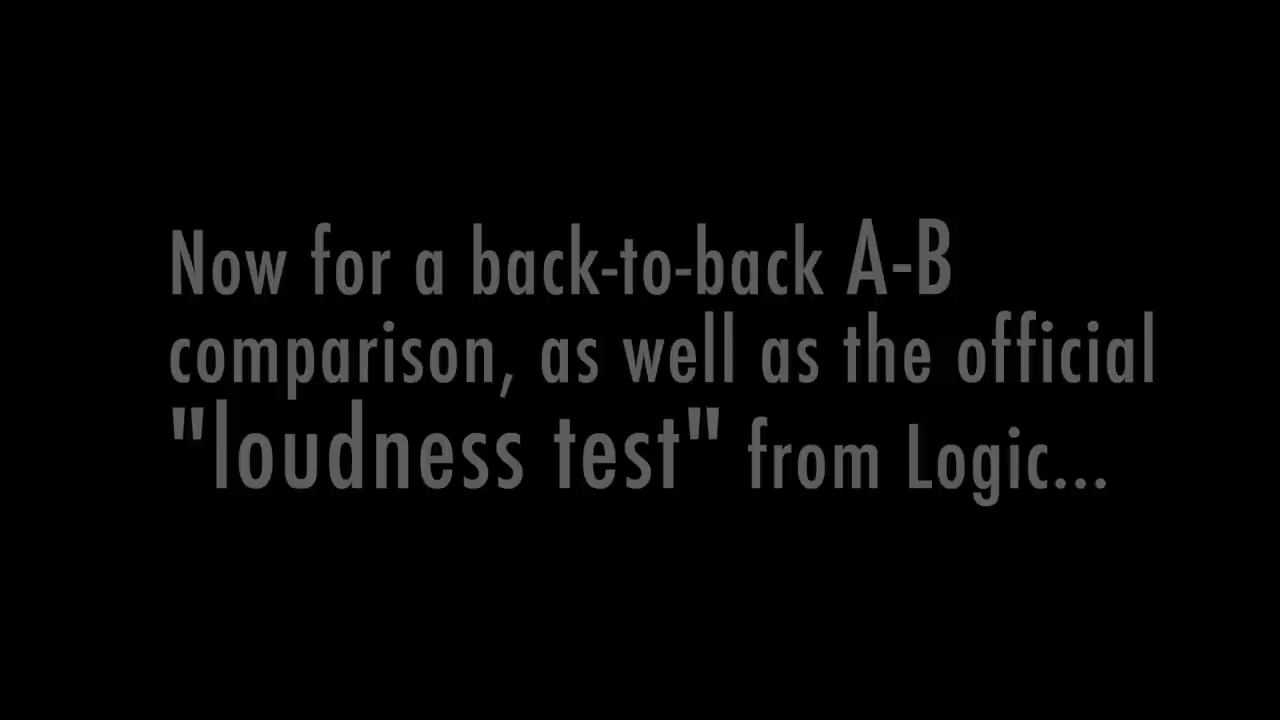 Now for a back-to-back A-B
comparison, as well as the official
"loudness test" from Logic...